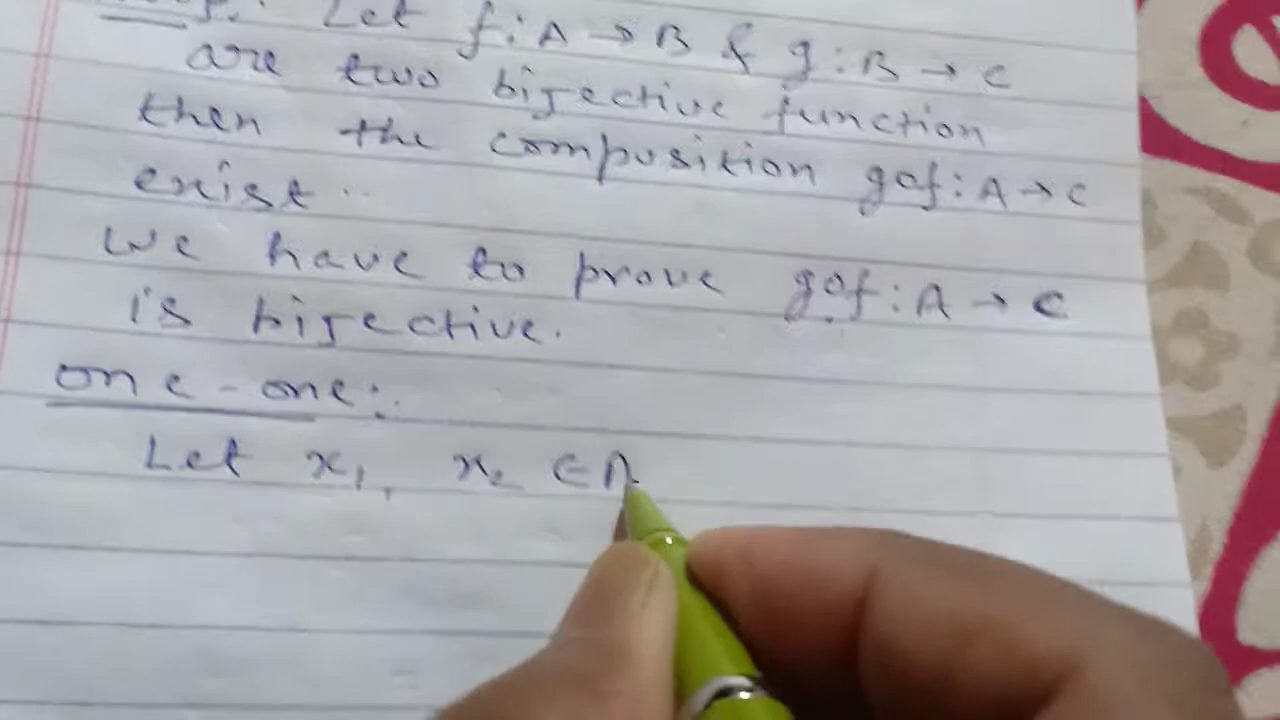 Let f: A → B & g: B → C
are two bijective function
then the composition gof: A → C
exist..
We have to prove gof: A → C
is bijective.
one-one:.
Let x₁, x₂ ∈ A